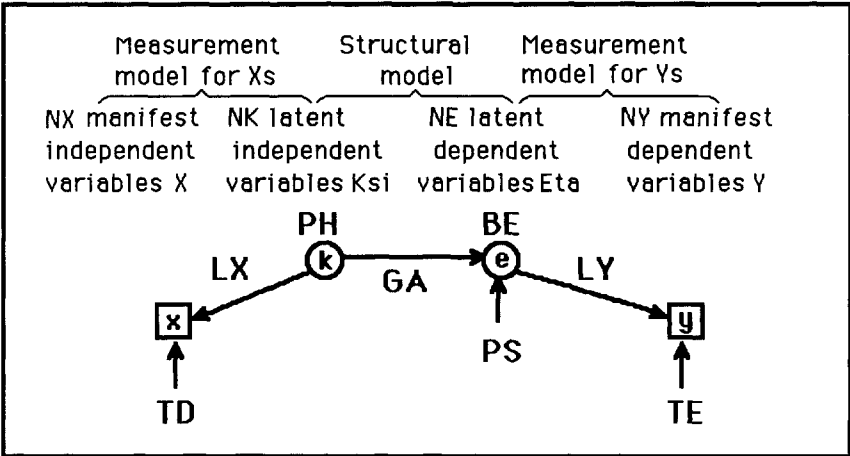 Measurement Structural Measurement
model for Xs model model for Ys
NX manifest NK latent NE latent NY manifest
independent independent dependent dependent
variables X variables Ksi variables Eta variables Y
PH BE
k e
LX GA LY
x y
PS
TD TE